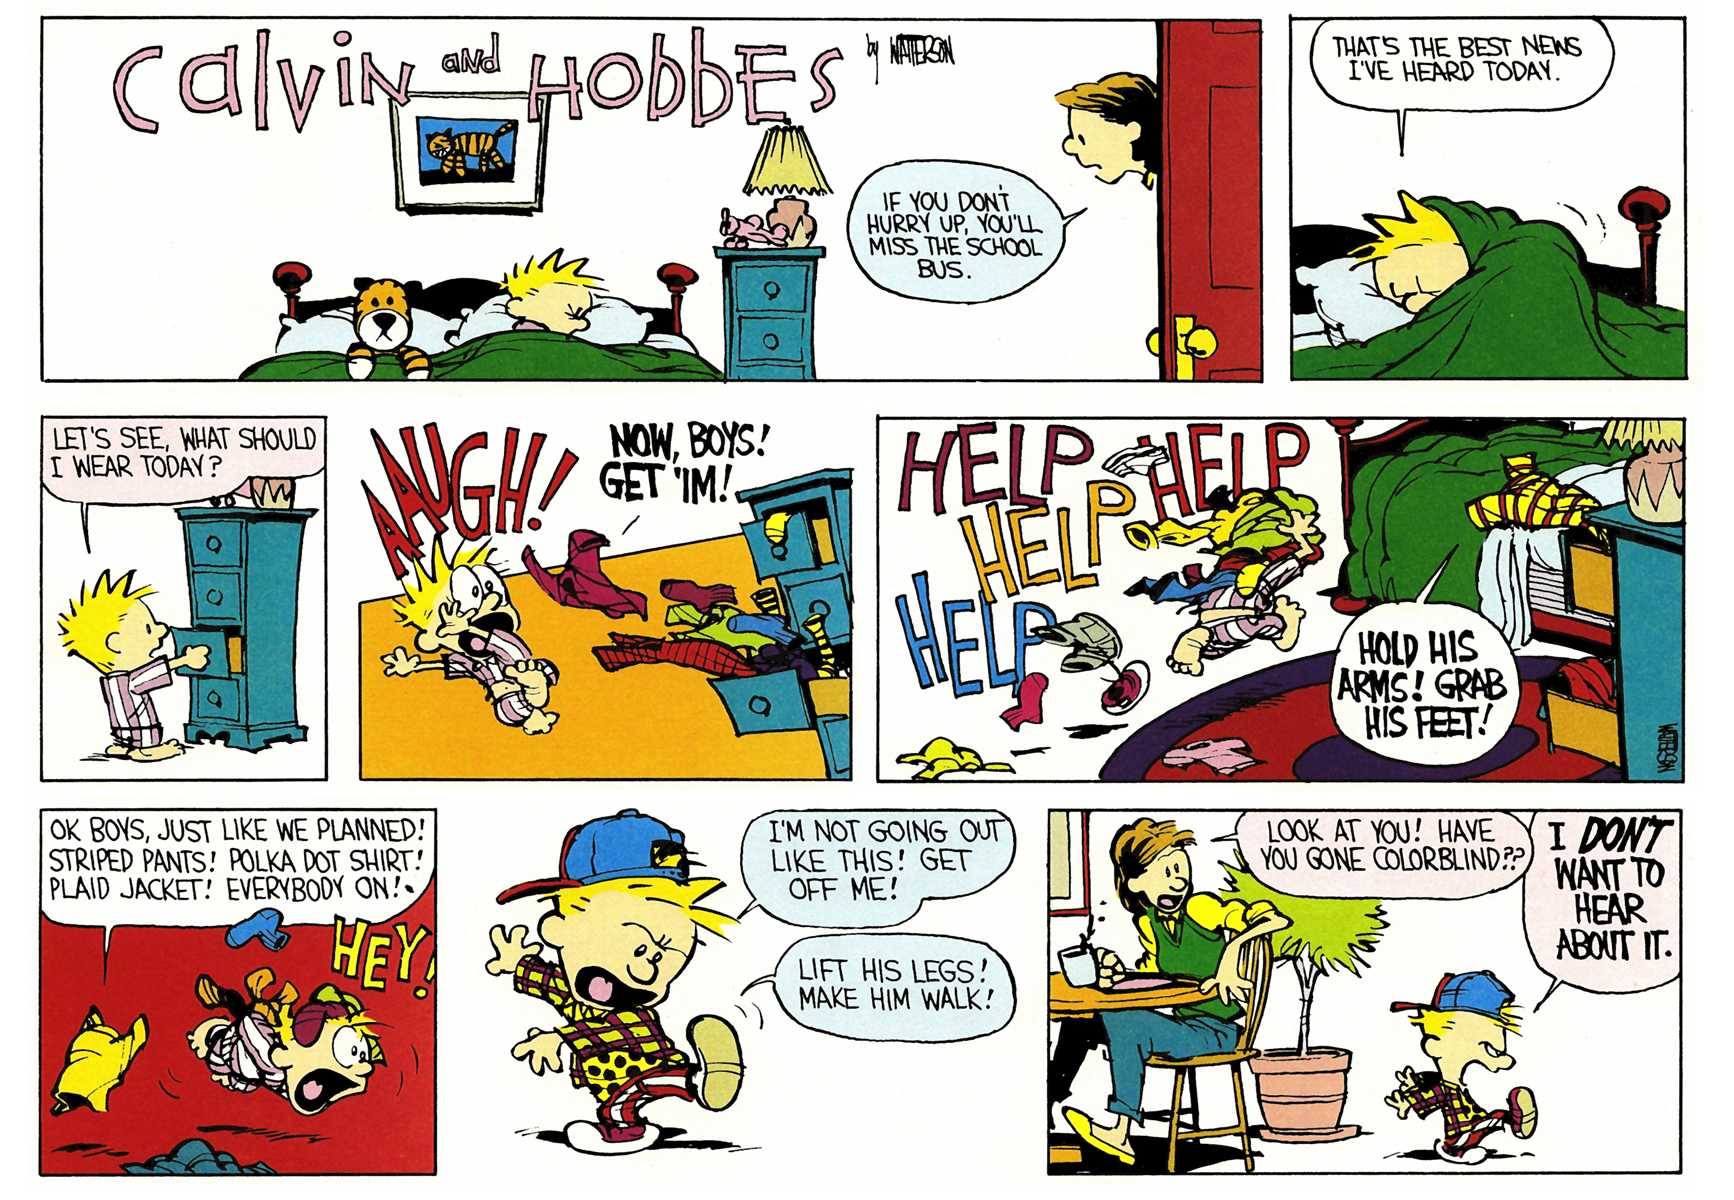 Calvin and HObbES
by WATTERSON
IF YOU DON'T
HURRY UP, YOU'LL
MISS THE SCHOOL
BUS.
THAT'S THE BEST NEWS
I'VE HEARD TODAY.
LET'S SEE, WHAT SHOULD
I WEAR TODAY?
AAUGH!
NOW, BOYS!
GET 'IM!
HELP
HELP
HELP
HELP
HOLD HIS
ARMS! GRAB
HIS FEET!
WATTERSON
OK BOYS, JUST LIKE WE PLANNED!
STRIPED PANTS! POLKA DOT SHIRT!
PLAID JACKET! EVERYBODY ON!
HEY!
I'M NOT GOING OUT
LIKE THIS! GET
OFF ME!
LIFT HIS LEGS!
MAKE HIM WALK!
LOOK AT YOU! HAVE
YOU GONE COLORBLIND??
I DON'T
WANT TO
HEAR
ABOUT IT.